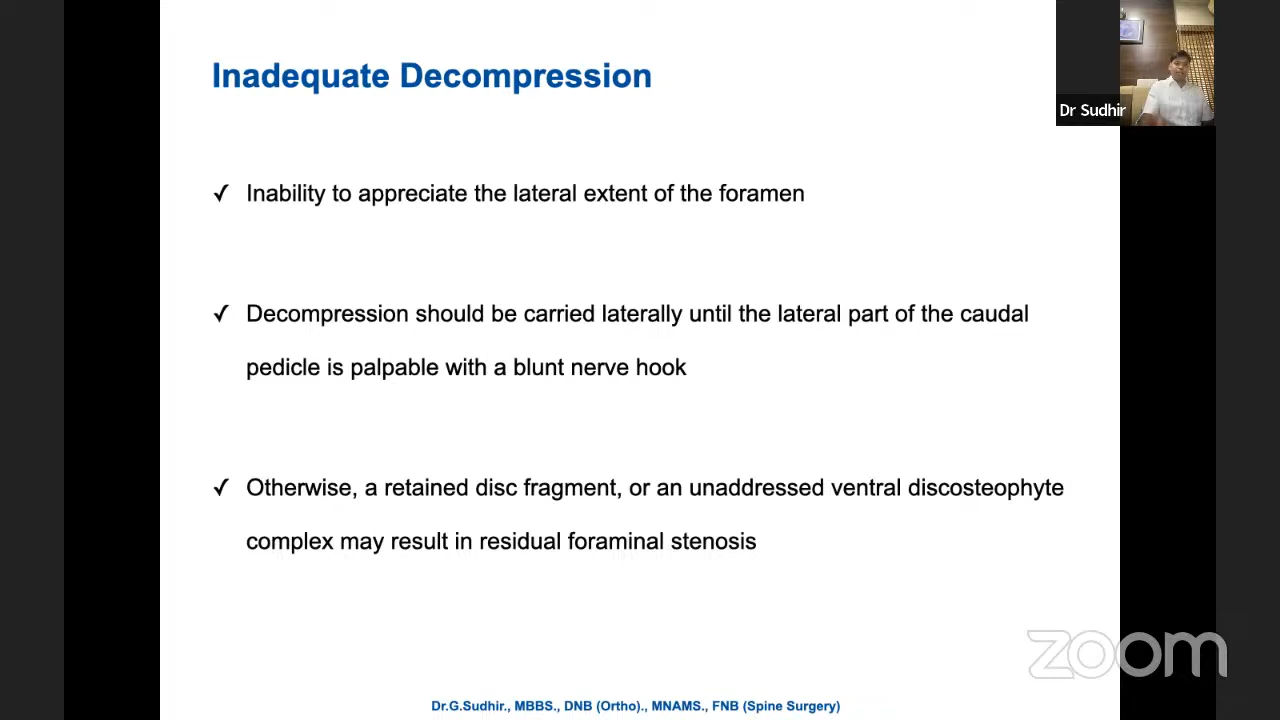 Inadequate Decompression
Dr Sudhir
✓ Inability to appreciate the lateral extent of the foramen
✓ Decompression should be carried laterally until the lateral part of the caudal
pedicle is palpable with a blunt nerve hook
✓ Otherwise, a retained disc fragment, or an unaddressed ventral discosteophyte
complex may result in residual foraminal stenosis
zoom
Dr.G.Sudhir., MBBS., DNB (Ortho)., MNAMS., FNB (Spine Surgery)